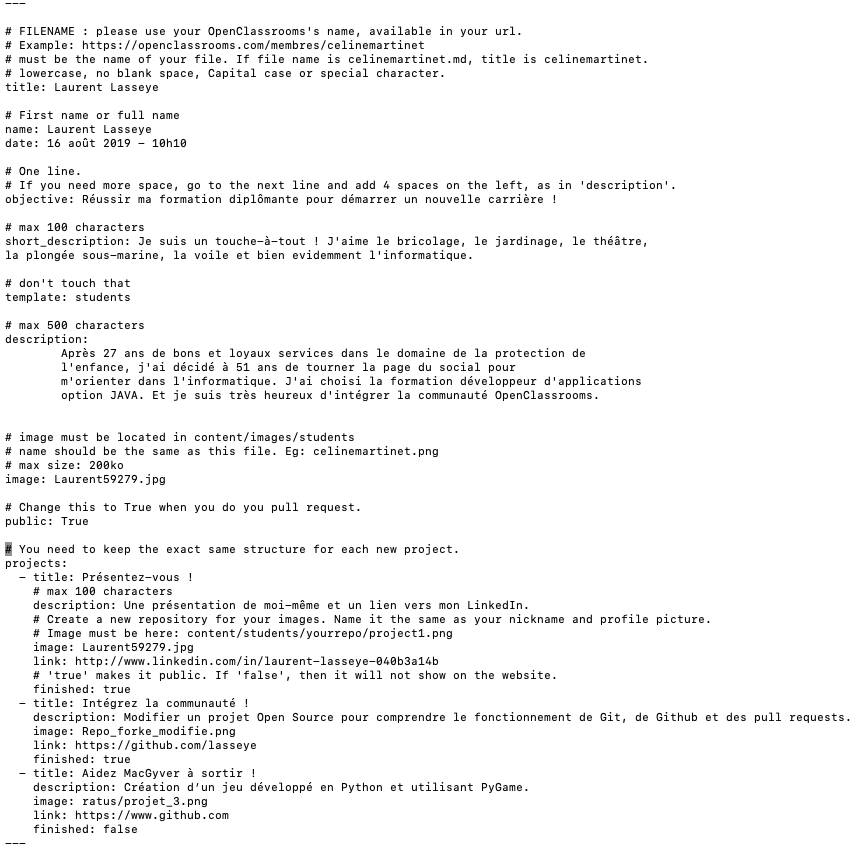 ---
# FILENAME : please use your OpenClassrooms's name, available in your url.
# Example: https://openclassrooms.com/membres/celinemartinet
# must be the name of your file. If file name is celinemartinet.md, title is celinemartinet.
# lowercase, no blank space, Capital case or special character.
title: Laurent Lasseye
# First name or full name
name: Laurent Lasseye
date: 16 août 2019 - 10h10
# One line.
# If you need more space, go to the next line and add 4 spaces on the left, as in 'description'.
objective: Réussir ma formation diplômante pour démarrer un nouvelle carrière !
# max 100 characters
short_description: Je suis un touche-à-tout ! J'aime le bricolage, le jardinage, le théâtre,
la plongée sous-marine, la voile et bien evidemment l'informatique.
# don't touch that
template: students
# max 500 characters
description:
        Après 27 ans de bons et loyaux services dans le domaine de la protection de
        l'enfance, j'ai décidé à 51 ans de tourner la page du social pour
        m'orienter dans l'informatique. J'ai choisi la formation développeur d'applications
        option JAVA. Et je suis très heureux d'intégrer la communauté OpenClassrooms.
# image must be located in content/images/students
# name should be the same as this file. Eg: celinemartinet.png
# max size: 200ko
image: Laurent59279.jpg
# Change this to True when you do you pull request.
public: True
# You need to keep the exact same structure for each new project.
projects:
  - title: Présentez-vous !
    # max 100 characters
    description: Une présentation de moi-même et un lien vers mon LinkedIn.
    # Create a new repository for your images. Name it the same as your nickname and profile picture.
    # Image must be here: content/students/yourrepo/project1.png
    image: Laurent59279.jpg
    link: http://www.linkedin.com/in/laurent-lasseye-040b3a14b
    # 'true' makes it public. If 'false', then it will not show on the website.
    finished: true
  - title: Intégrez la communauté !
    description: Modifier un projet Open Source pour comprendre le fonctionnement de Git, de Github et des pull requests.
    image: Repo_forke_modifie.png
    link: https://github.com/lasseye
    finished: true
  - title: Aidez MacGyver à sortir !
    description: Création d’un jeu développé en Python et utilisant PyGame.
    image: ratus/projet_3.png
    link: https://www.github.com
    finished: false
---